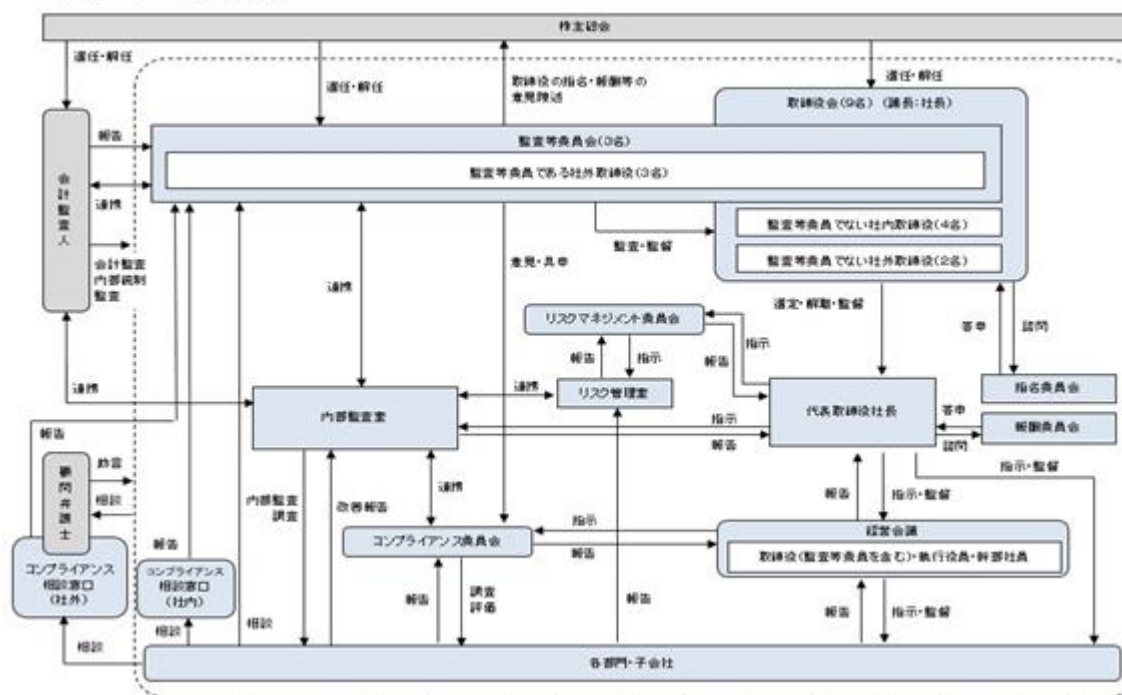 株主総会
選任・解任
選任・解任
取締役の指名・報酬等の
意見陳述
選任・解任
取締役会(9名) (議長:社長)
報告
監査等委員会(3名)
監査等委員である社外取締役(3名)
会計監査人
連携
監査等委員でない社内取締役(4名)
監査・監督
監査等委員でない社外取締役(2名)
会計監査
内部統制
監査
意見・具申
連携
選定・解職・監督
リスクマネジメント委員会
指示
答申
諮問
報告
指示
報告
連携
連携
リスク管理室
指名委員会
内部監査室
指示
代表取締役社長
答申
報酬委員会
報告
諮問
報告
指示・監督
顧問弁護士
助言
連携
報告
指示・監督
相談
内部監査
調査
改善報告
指示
経営会議
コンプライアンス委員会
報告
取締役(監査等委員を含む)・執行役員・幹部社員
報告
コンプライアンス
相談窓口
(社外)
コンプライアンス
相談窓口
(社内)
報告
調査
評価
報告
報告
指示・監督
相談
相談
相談
各部門・子会社